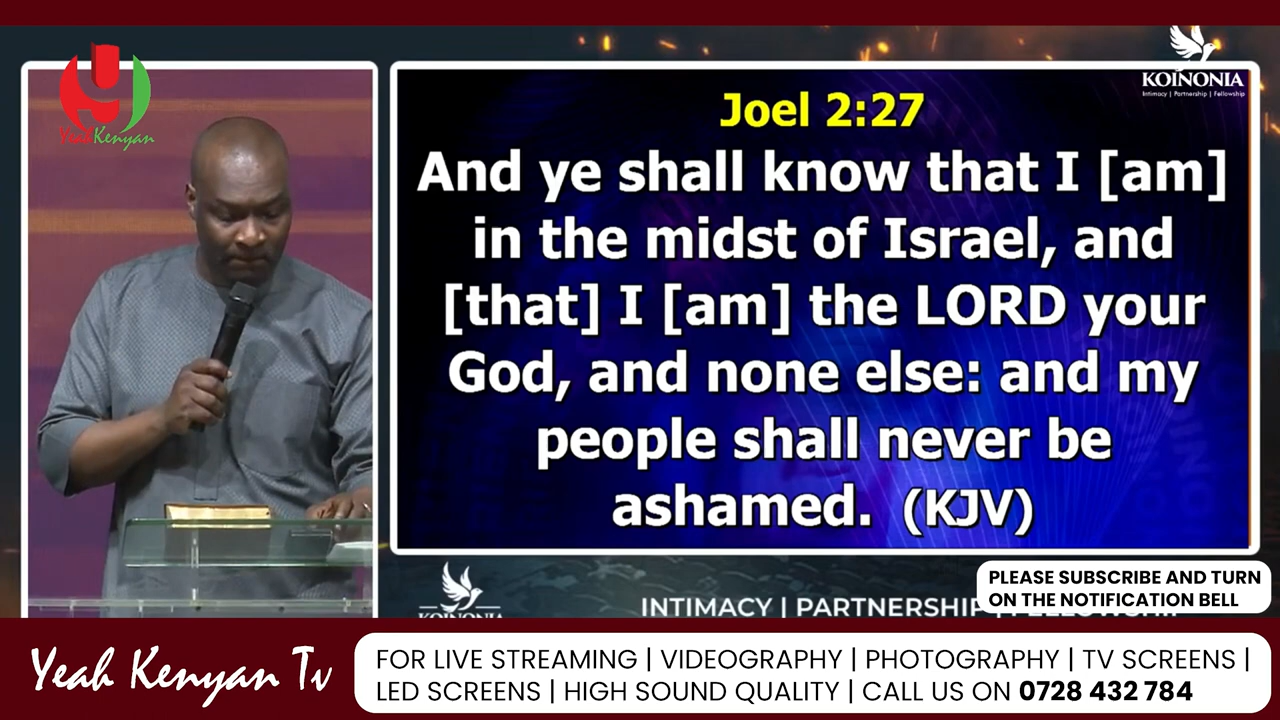 YeahKenyan
KOINONIA
Intimacy | Partnership | Fellowship
Joel 2:27
And ye shall know that I [am]
in the midst of Israel, and
[that] I [am] the LORD your
God, and none else: and my
people shall never be
ashamed. (KJV)
KOINONIA
INTIMACY | PARTNERSHIP | FELLOWSHIP
PLEASE SUBSCRIBE AND TURN
ON THE NOTIFICATION BELL
Yeah Kenyan Tv
FOR LIVE STREAMING | VIDEOGRAPHY | PHOTOGRAPHY | TV SCREENS |
LED SCREENS | HIGH SOUND QUALITY | CALL US ON 0728 432 784